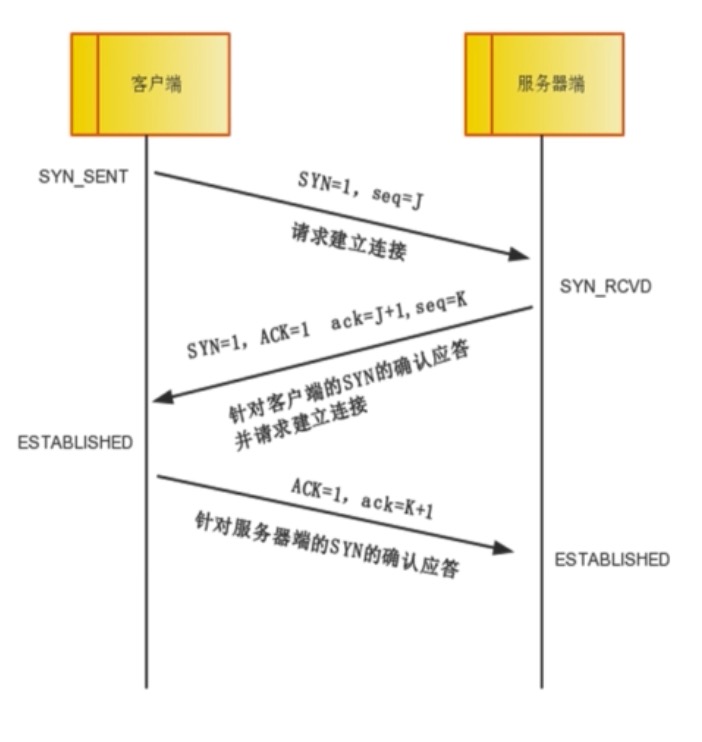 客户端
服务器端
SYN_SENT
SYN=1, seq=J
请求建立连接
SYN_RCVD
SYN=1, ACK=1 ack=J+1,seq=K
针对客户端的SYN的确认应答
并请求建立连接
ESTABLISHED
ACK=1, ack=K+1
针对服务器端的SYN的确认应答
ESTABLISHED